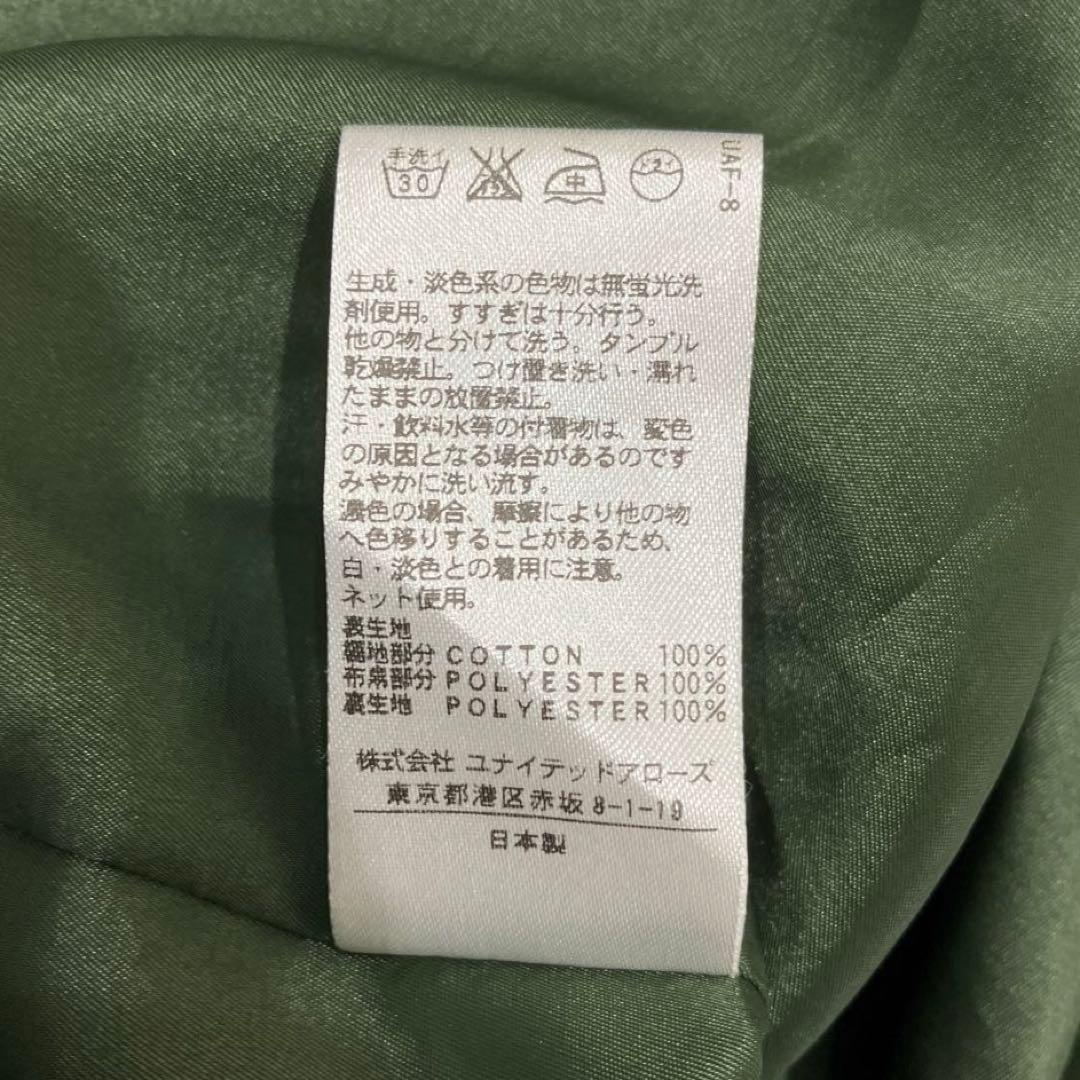 手洗イ
30
エンソサラシ
中
ドライ
UAF-8
生成・淡色系の色物は無蛍光洗
剤使用。すすぎは十分行う。
他の物と分けて洗う。タンブル
乾燥禁止。つけ置き洗い・濡れ
たままの放置禁止。
汗・飲料水等の付着物は、変色
の原因となる場合があるのです
みやかに洗い流す。
濃色の場合、摩擦により他の物
へ色移りすることがあるため、
白・淡色との着用に注意。
ネット使用。
表生地
織地部分 COTTON 100%
布帛部分 POLYESTER 100%
裏生地 POLYESTER 100%
株式会社 ユナイテッドアローズ
東京都港区赤坂 8-1-19
日本製